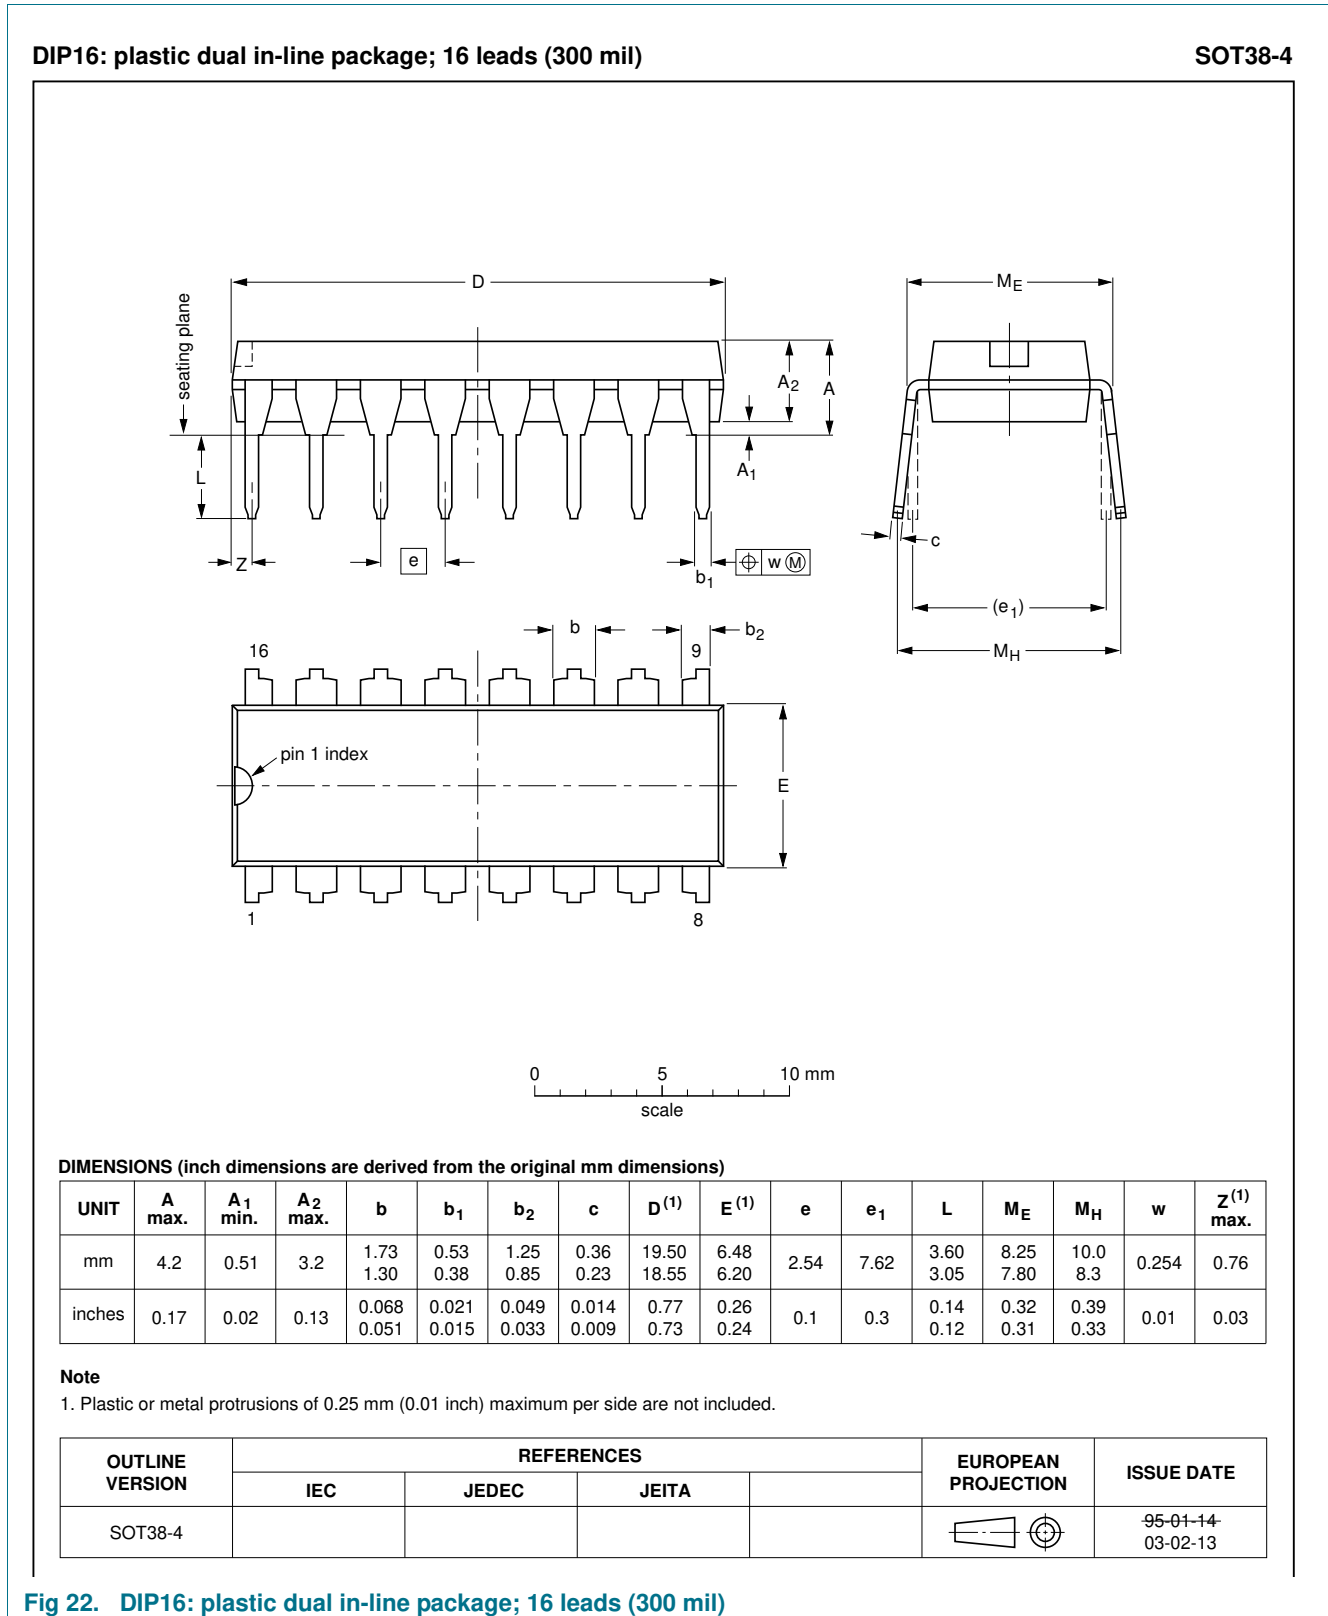 DIP16: plastic dual in-line package; 16 leads (300 mil) SOT38-4
D
ME
seating plane
A2
A
A1
L
Z
e
b1
w M
c
(e1)
MH
b
b2
16
9
pin 1 index
E
1
8
0 5 10 mm
scale
DIMENSIONS (inch dimensions are derived from the original mm dimensions)
UNIT A max. A1 min. A2 max. b b1 b2 c D(1) E(1) e e1 L ME MH w Z(1) max.
mm 4.2 0.51 3.2 1.73 1.30 0.53 0.38 1.25 0.85 0.36 0.23 19.50 18.55 6.48 6.20 2.54 7.62 3.60 3.05 8.25 7.80 10.0 8.3 0.254 0.76
inches 0.17 0.02 0.13 0.068 0.051 0.021 0.015 0.049 0.033 0.014 0.009 0.77 0.73 0.26 0.24 0.1 0.3 0.14 0.12 0.32 0.31 0.39 0.33 0.01 0.03
Note
1. Plastic or metal protrusions of 0.25 mm (0.01 inch) maximum per side are not included.
OUTLINE VERSION REFERENCES EUROPEAN PROJECTION ISSUE DATE
IEC JEDEC JEITA
SOT38-4 95-01-14
03-02-13
Fig 22. DIP16: plastic dual in-line package; 16 leads (300 mil)